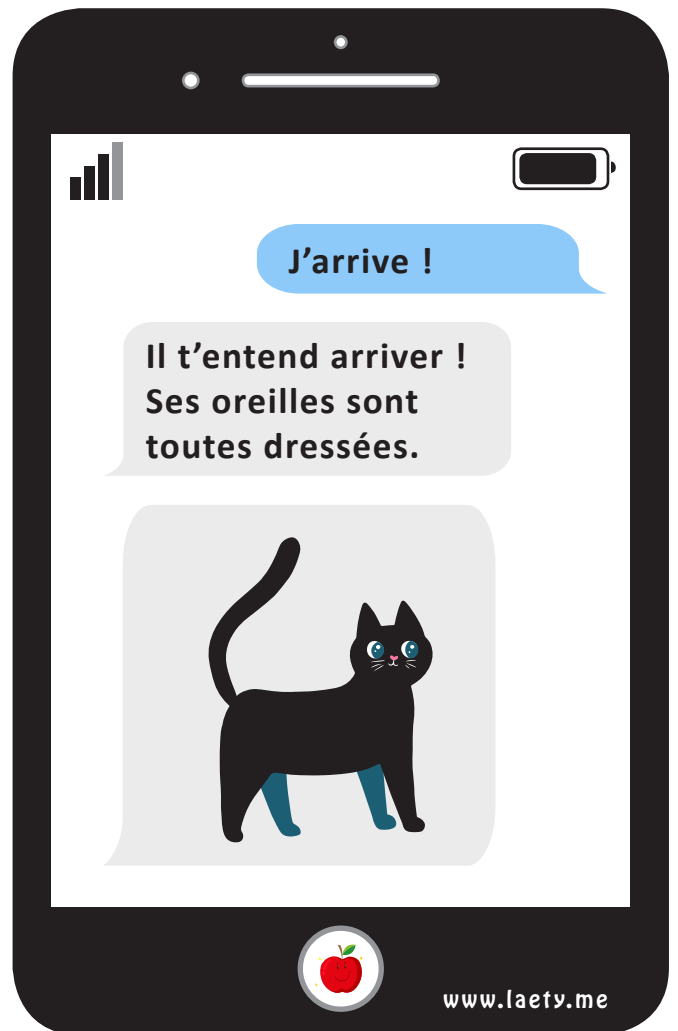 J’arrive !
Il t’entend arriver !
Ses oreilles sont
toutes dressées.
www.laety.me